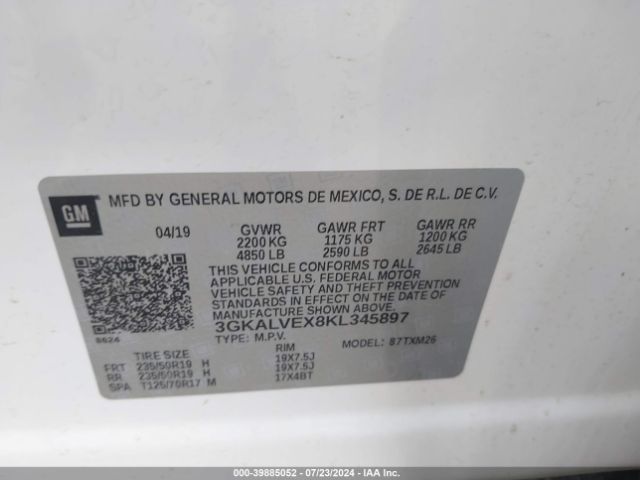 GM
MFD BY GENERAL MOTORS DE MEXICO, S. DE R.L. DE C.V.
04/19 GVWR GAWR FRT GAWR RR
2200 KG 1175 KG 1200 KG
4850 LB 2590 LB 2645 LB
THIS VEHICLE CONFORMS TO ALL
APPLICABLE U.S. FEDERAL MOTOR
VEHICLE SAFETY AND THEFT PREVENTION
STANDARDS IN EFFECT ON THE DATE OF
MANUFACTURE SHOWN ABOVE.
3GKALVEX8KL345897
8624 TYPE: M.P.V. MODEL: 87TXM26
TIRE SIZE RIM
FRT 235/50R19 H 19X7.5J
RR 235/50R19 H 19X7.5J
SPA T125/70R17 M 17X4BT
000-39885052 - 07/23/2024 - IAAI.com